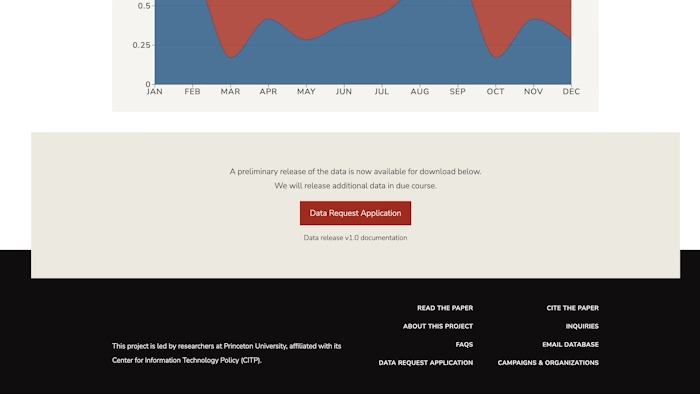 0.5
0.25
0
JAN FEB MAR APR MAY JUN JUL AUG SEP OCT NOV DEC
A preliminary release of the data is now available for download below.
We will release additional data in due course.
Data Request Application
Data release v1.0 documentation
READ THE PAPER
CITE THE PAPER
ABOUT THIS PROJECT
INQUIRIES
This project is led by researchers at Princeton University, affiliated with its
FAQS
EMAIL DATABASE
Center for Information Technology Policy (CITP).
DATA REQUEST APPLICATION
CAMPAIGNS & ORGANIZATIONS